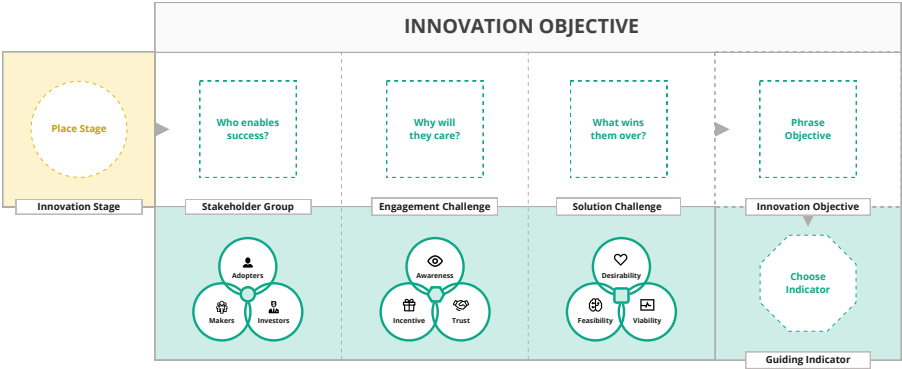 INNOVATION OBJECTIVE
Place Stage
Who enables
success?
Why will
they care?
What wins
them over?
Phrase
Objective
Innovation Stage
Stakeholder Group
Engagement Challenge
Solution Challenge
Innovation Objective
Adopters
Makers
Investors
Awareness
Incentive
Trust
Desirability
Feasibility
Viability
Choose
Indicator
Guiding Indicator